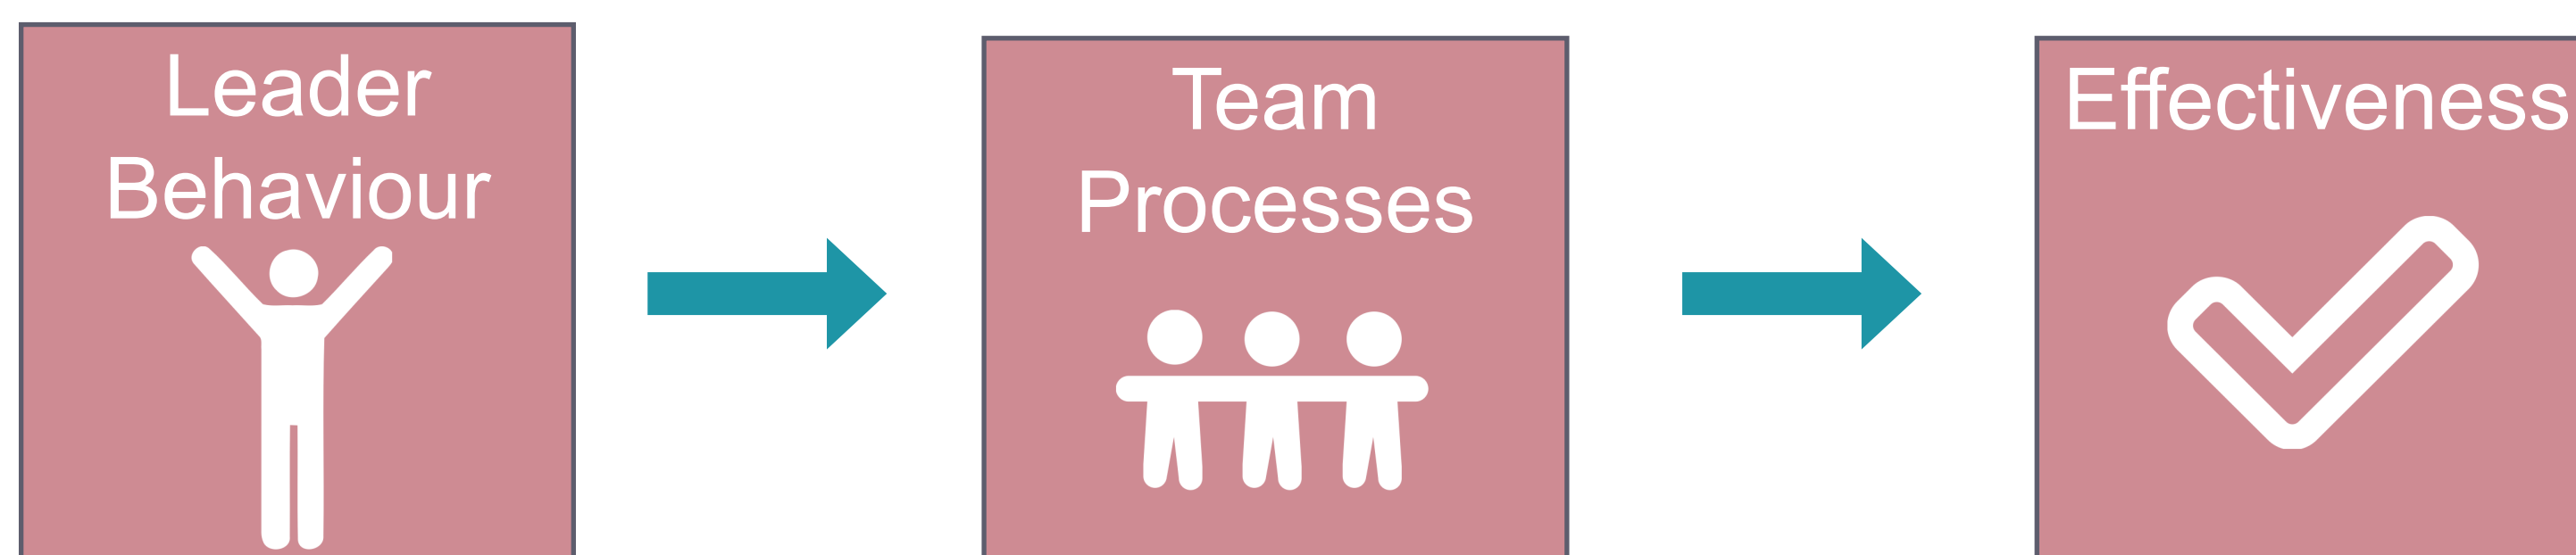 Leader
Behaviour
Team
Processes
Effectiveness